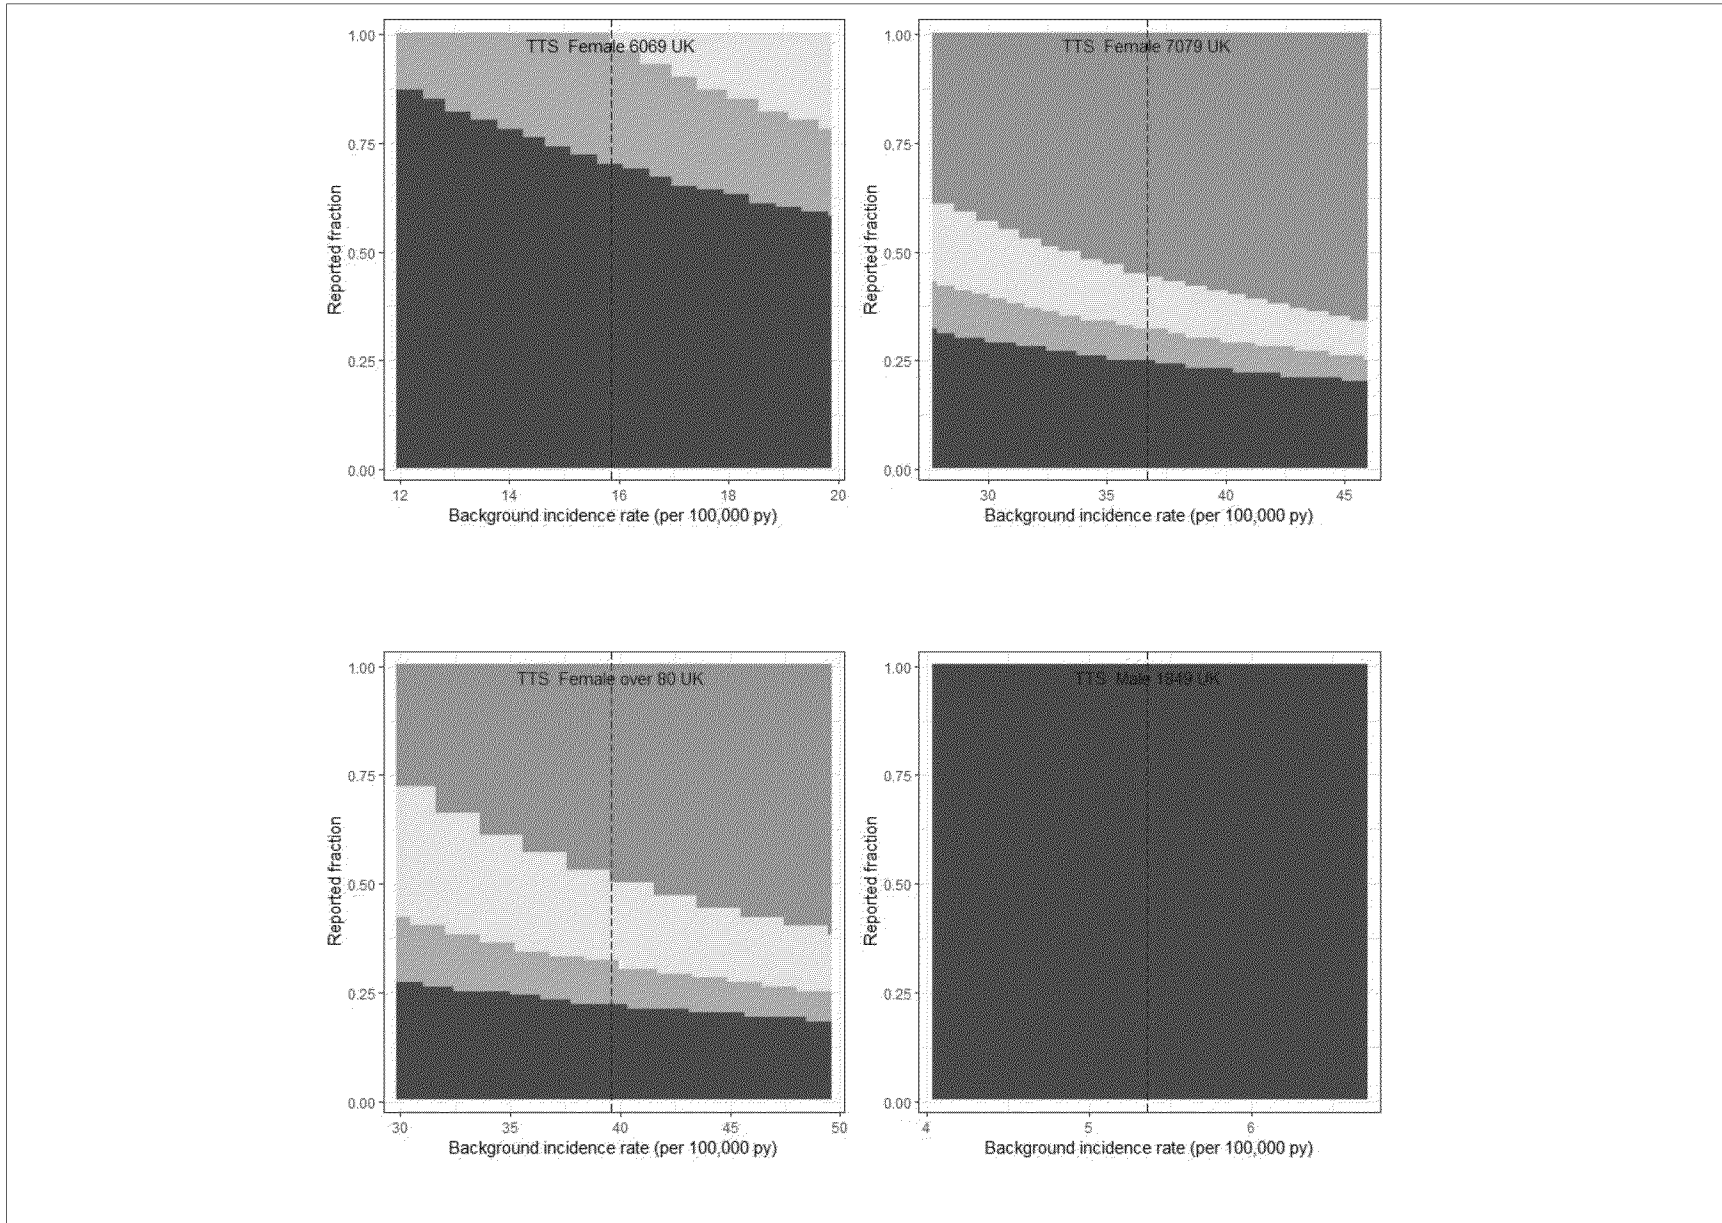 TTS Female 6069 UK
1.00
0.75
0.50
0.25
0.00
Reported fraction
12 14 16 18 20
Background incidence rate (per 100,000 py)
TTS Female 7079 UK
1.00
0.75
0.50
0.25
0.00
Reported fraction
30 35 40 45
Background incidence rate (per 100,000 py)
TTS Female over 80 UK
1.00
0.75
0.50
0.25
0.00
Reported fraction
30 35 40 45 50
Background incidence rate (per 100,000 py)
TTS Male 1849 UK
1.00
0.75
0.50
0.25
0.00
Reported fraction
4 5 6
Background incidence rate (per 100,000 py)